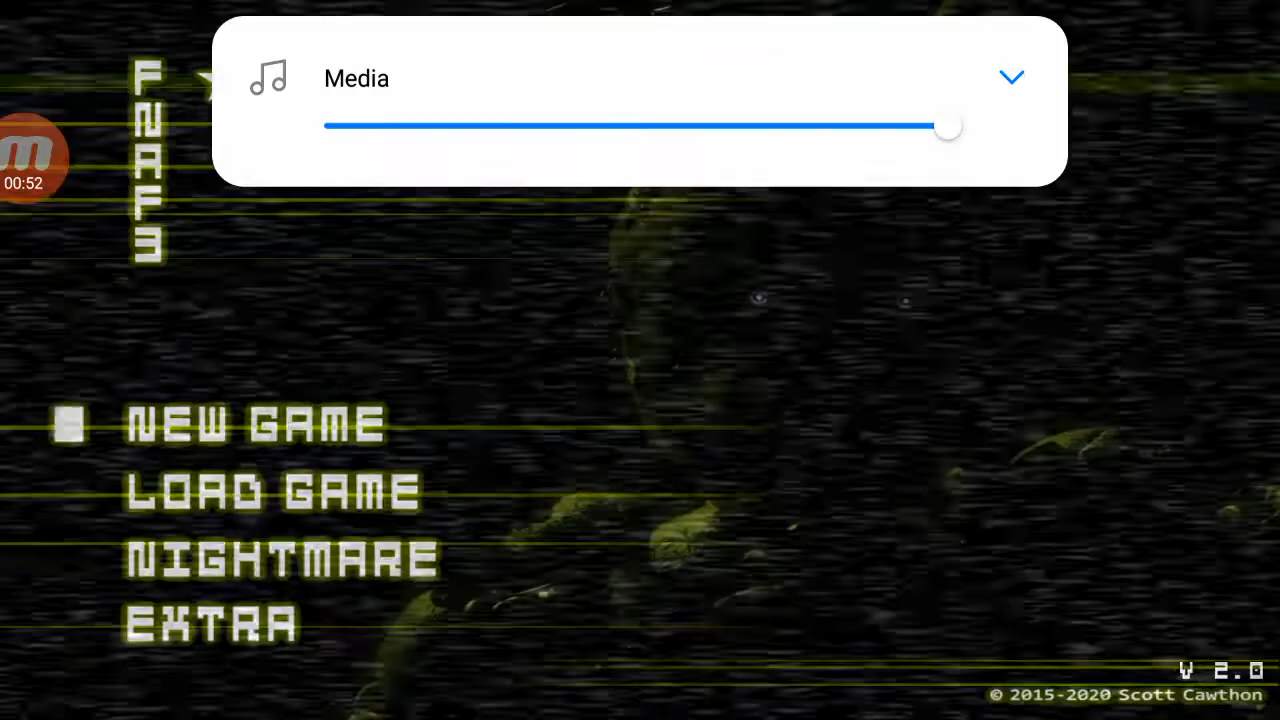 Media
FNAF3
00:52
NEW GAME
LOAD GAME
NIGHTMARE
EXTRA
V 2.0
© 2015-2020 Scott Cawthon